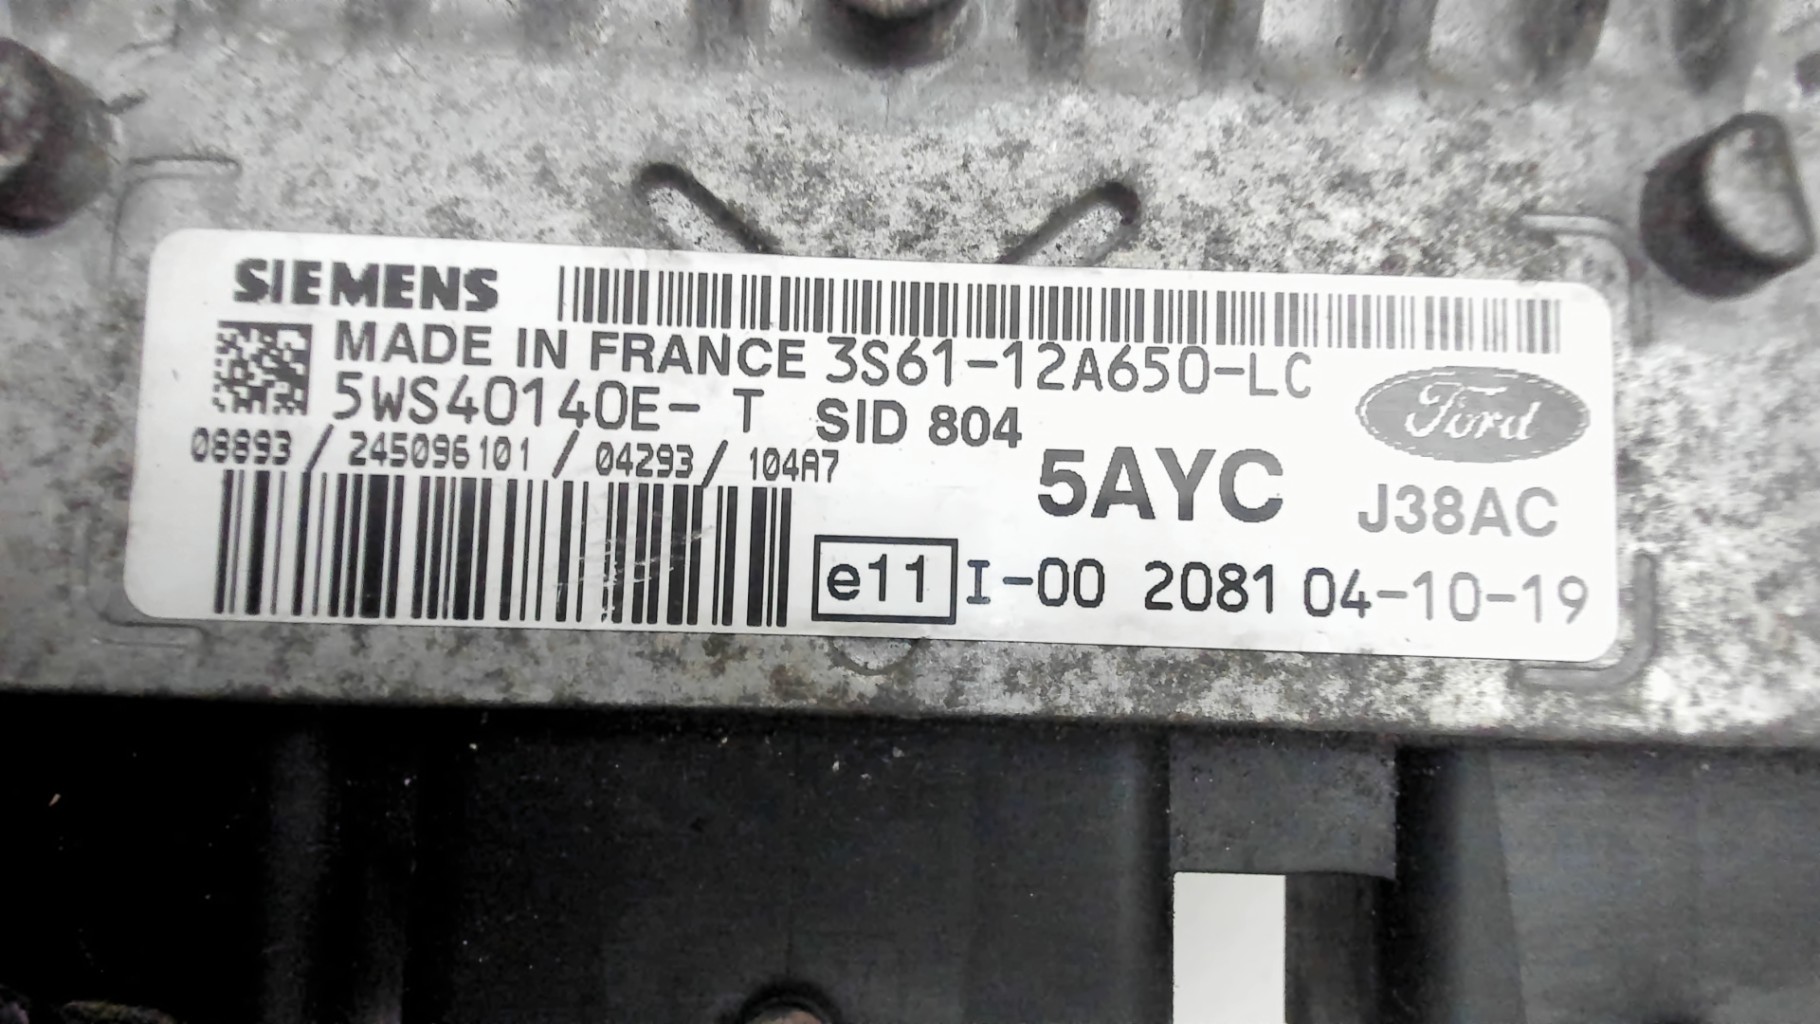 SIEMENS
MADE IN FRANCE 3S61-12A650-LC
5WS40140E- T SID 804
Ford
08893 / 245096101 / 04293 / 104A7
5AYC J38AC
e11 I-00 2081 04-10-19